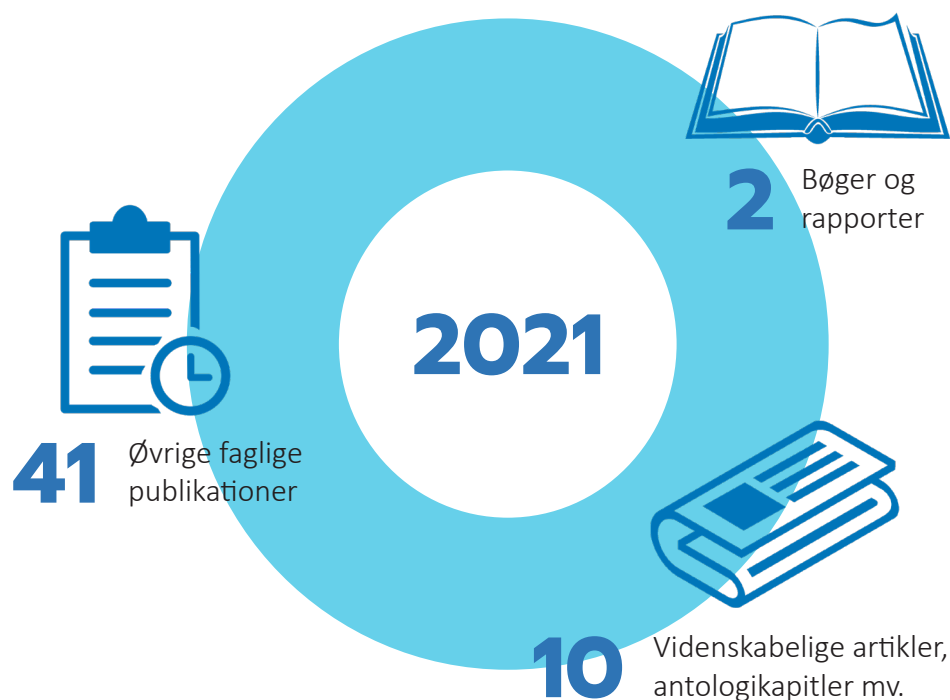 2
Bøger og
rapporter
2021
41
Øvrige faglige
publikationer
10
Videnskabelige artikler,
antologikapitler mv.